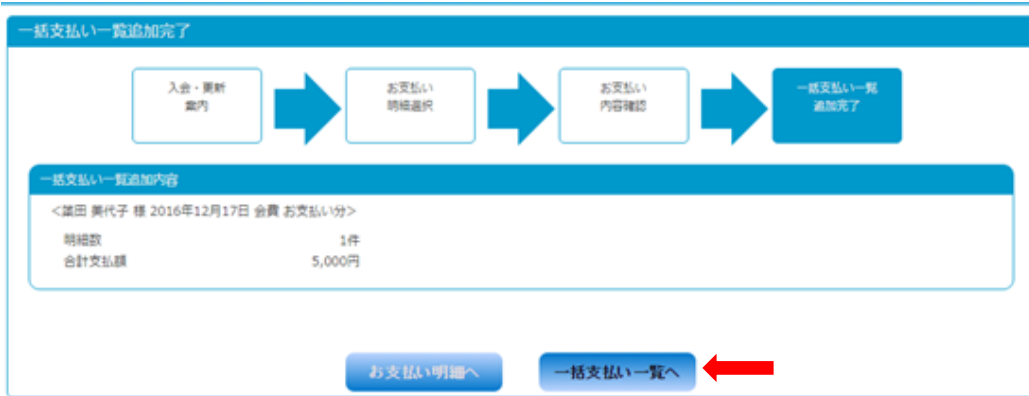 一括支払い一覧追加完了
入会・更新
案内
お支払い
明細選択
お支払い
内容確認
一括支払い一覧
追加完了
一括支払い一覧追加内容
美代子 様 2016年12月17日 会費 お支払い分>
明細数 1件
合計支払額 5,000円
お支払い明細へ
一括支払い一覧へ